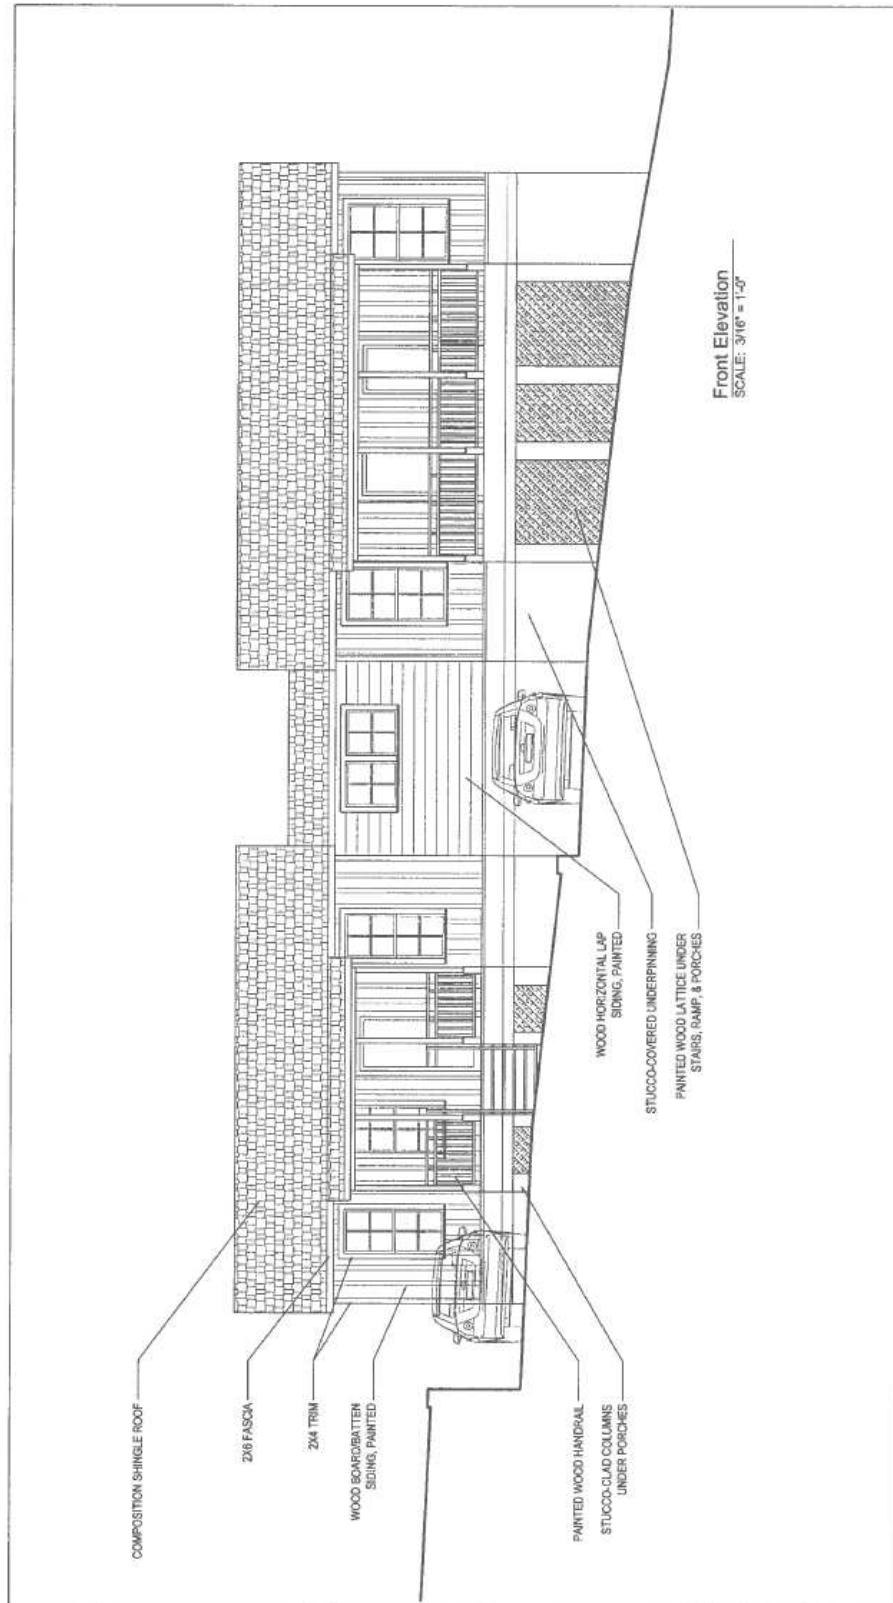 COMPOSITION SHINGLE ROOF
2X6 FASCIA
2X4 TRIM
WOOD BOARD/BATTEN
SIDING, PAINTED
PAINTED WOOD HANDRAIL
STUCCO-CLAD COLUMNS
UNDER PORCHES
WOOD HORIZONTAL LAP
SIDING, PAINTED
STUCCO-COVERED UNDERPINNING
PAINTED WOOD LATTICE UNDER
STAIRS, RAMP, & PORCHES
Front Elevation
SCALE: 3/16" = 1'-0"